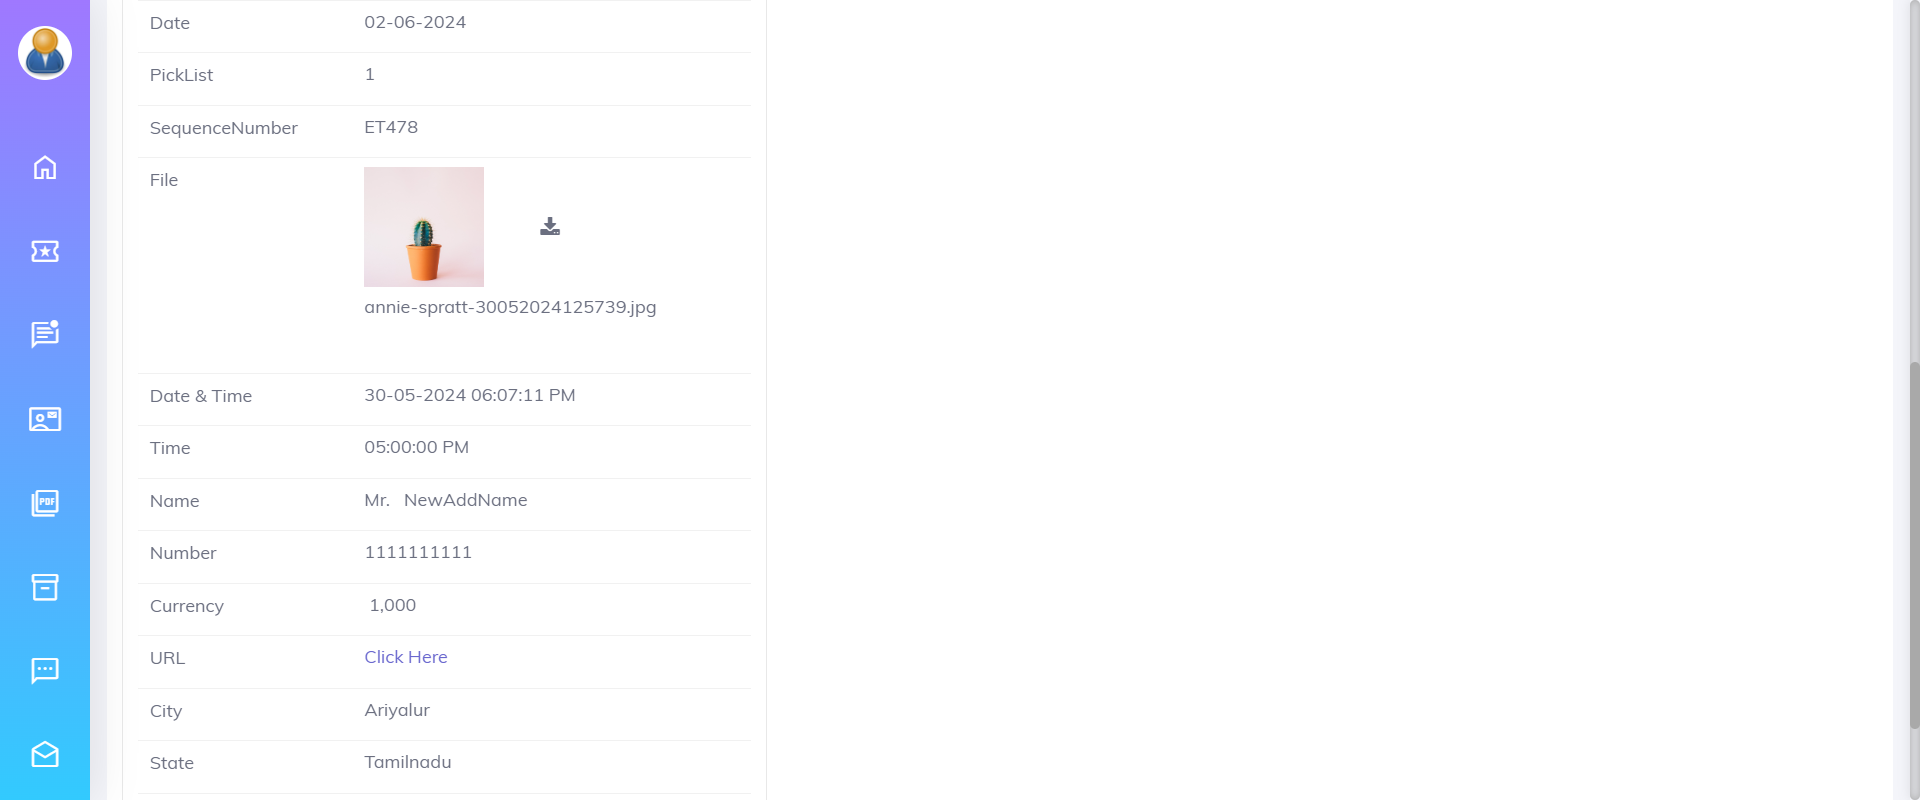 Date 02-06-2024
PickList 1
SequenceNumber ET478
File
annie-spratt-30052024125739.jpg
Date & Time 30-05-2024 06:07:11 PM
Time 05:00:00 PM
Name Mr. NewAddName
Number 1111111111
Currency 1,000
URL Click Here
City Ariyalur
State Tamilnadu
PDF